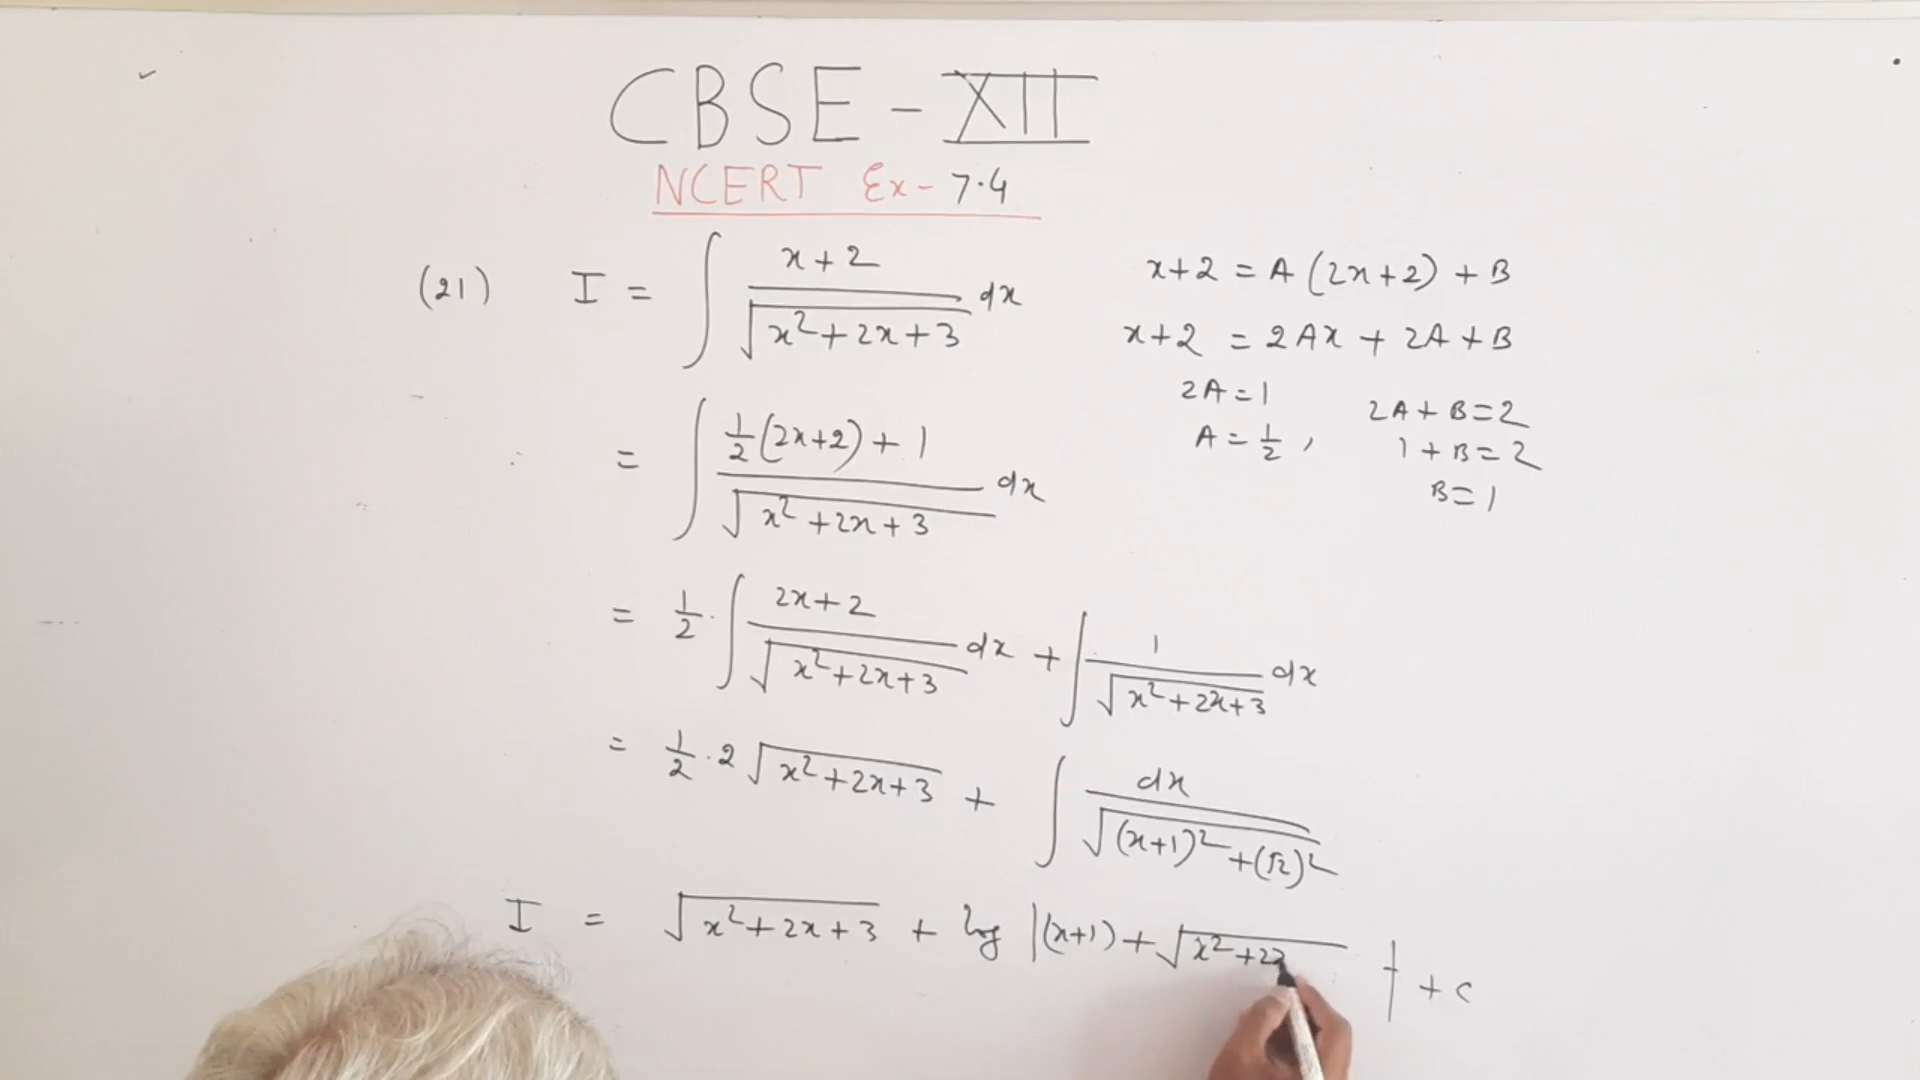 CBSE - XII
NCERT Ex - 7.4
(21) I = ∫ x+2 / √(x²+2x+3) dx
x+2 = A(2x+2) + B
x+2 = 2Ax + 2A + B
2A = 1
2A + B = 2
A = 1/2 ,
1 + B = 2
B = 1
= ∫ (1/2(2x+2) + 1) / √(x²+2x+3) dx
= 1/2 · ∫ 2x+2 / √(x²+2x+3) dx + ∫ 1 / √(x²+2x+3) dx
= 1/2 · 2 √(x²+2x+3) + ∫ dx / √((x+1)² + (√2)²)
I = √(x²+2x+3) + log |(x+1) + √(x²+2x | + c